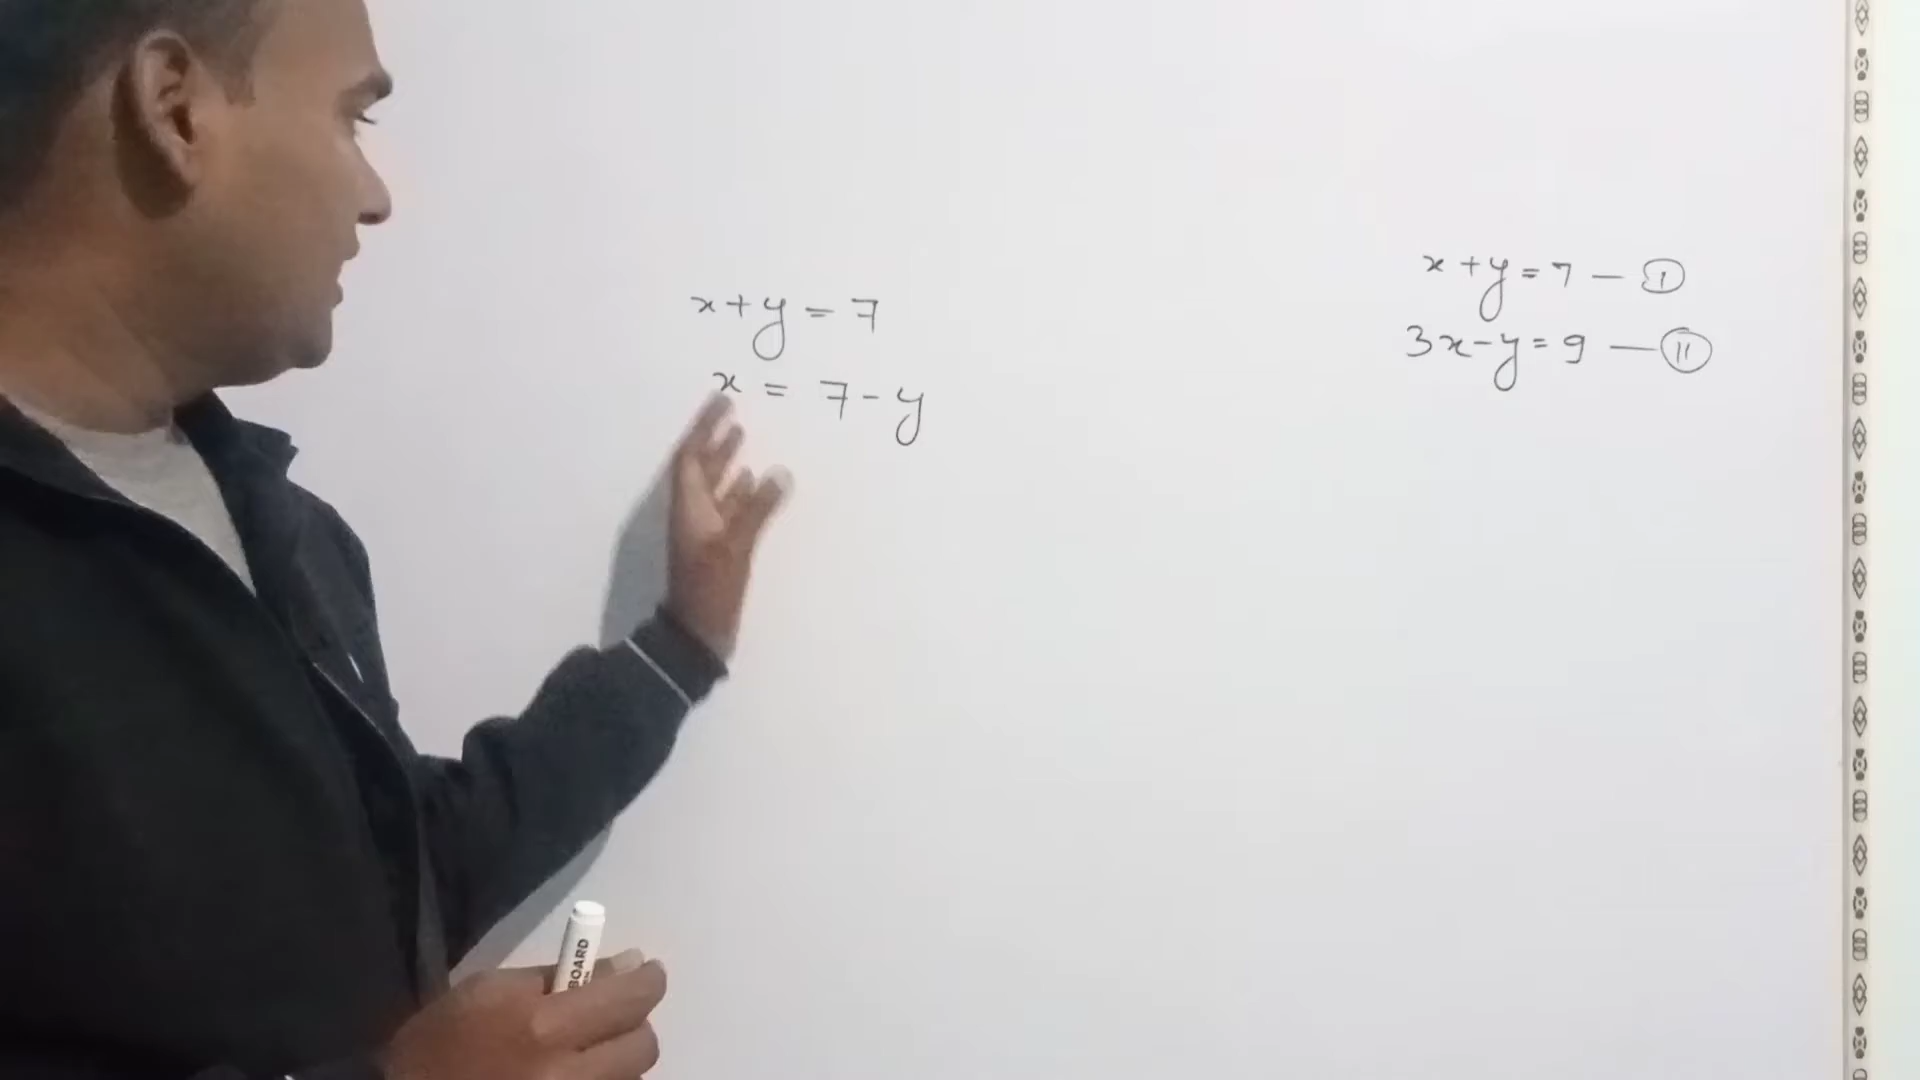 x+y=7
x = 7-y
x+y=7 — I
3x-y=9 — II
BOARD